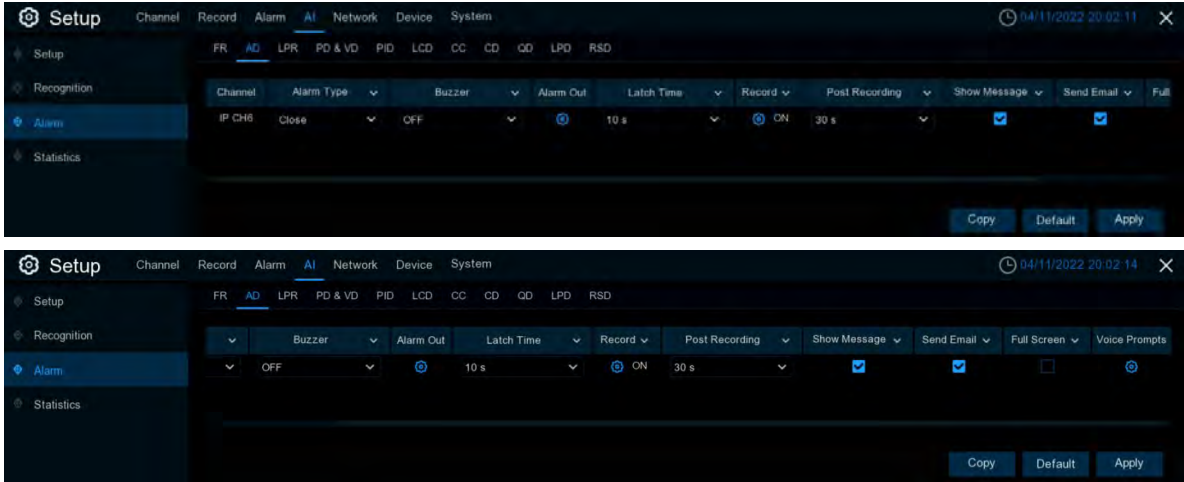 Setup Channel Record Alarm AI Network Device System 04/11/2022 20:02:11
Setup FR AD LPR PD & VD PID LCD CC CD QD LPD RSD
Recognition Channel Alarm Type Buzzer Alarm Out Latch Time Record Post Recording Show Message Send Email Full
Alarm IP CH6 Close OFF 10 s ON 30 s
Statistics
Copy Default Apply
Setup Channel Record Alarm AI Network Device System 04/11/2022 20:02:14
Setup FR AD LPR PD & VD PID LCD CC CD QD LPD RSD
Recognition Buzzer Alarm Out Latch Time Record Post Recording Show Message Send Email Full Screen Voice Prompts
Alarm OFF 10 s ON 30 s
Statistics
Copy Default Apply